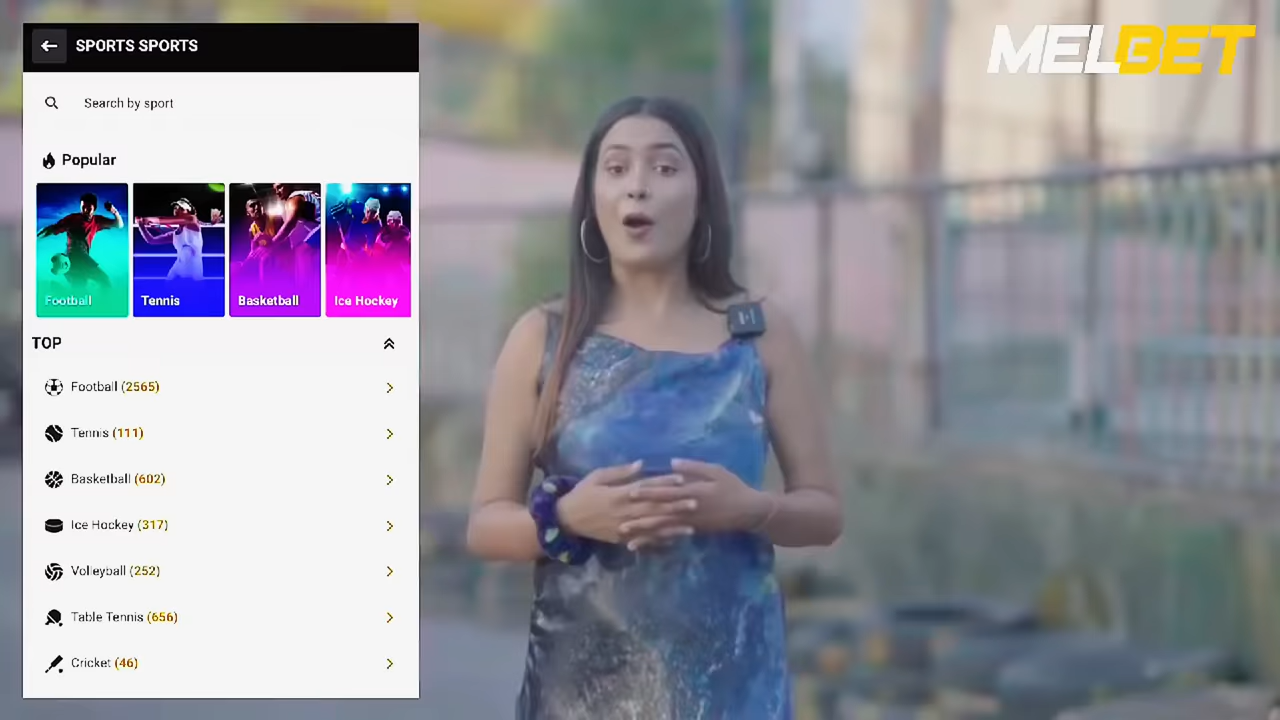 SPORTS SPORTS
MELBET
Search by sport
Popular
Football
Tennis
Basketball
Ice Hockey
TOP
Football (2565)
Tennis (111)
Basketball (602)
Ice Hockey (317)
Volleyball (252)
Table Tennis (656)
Cricket (46)